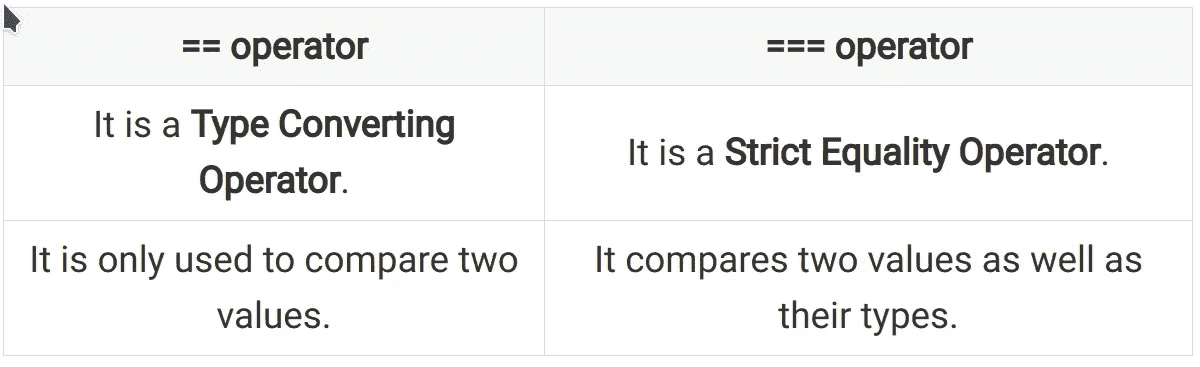 == operator
=== operator
It is a Type Converting
Operator.
It is a Strict Equality Operator.
It is only used to compare two
values.
It compares two values as well as
their types.